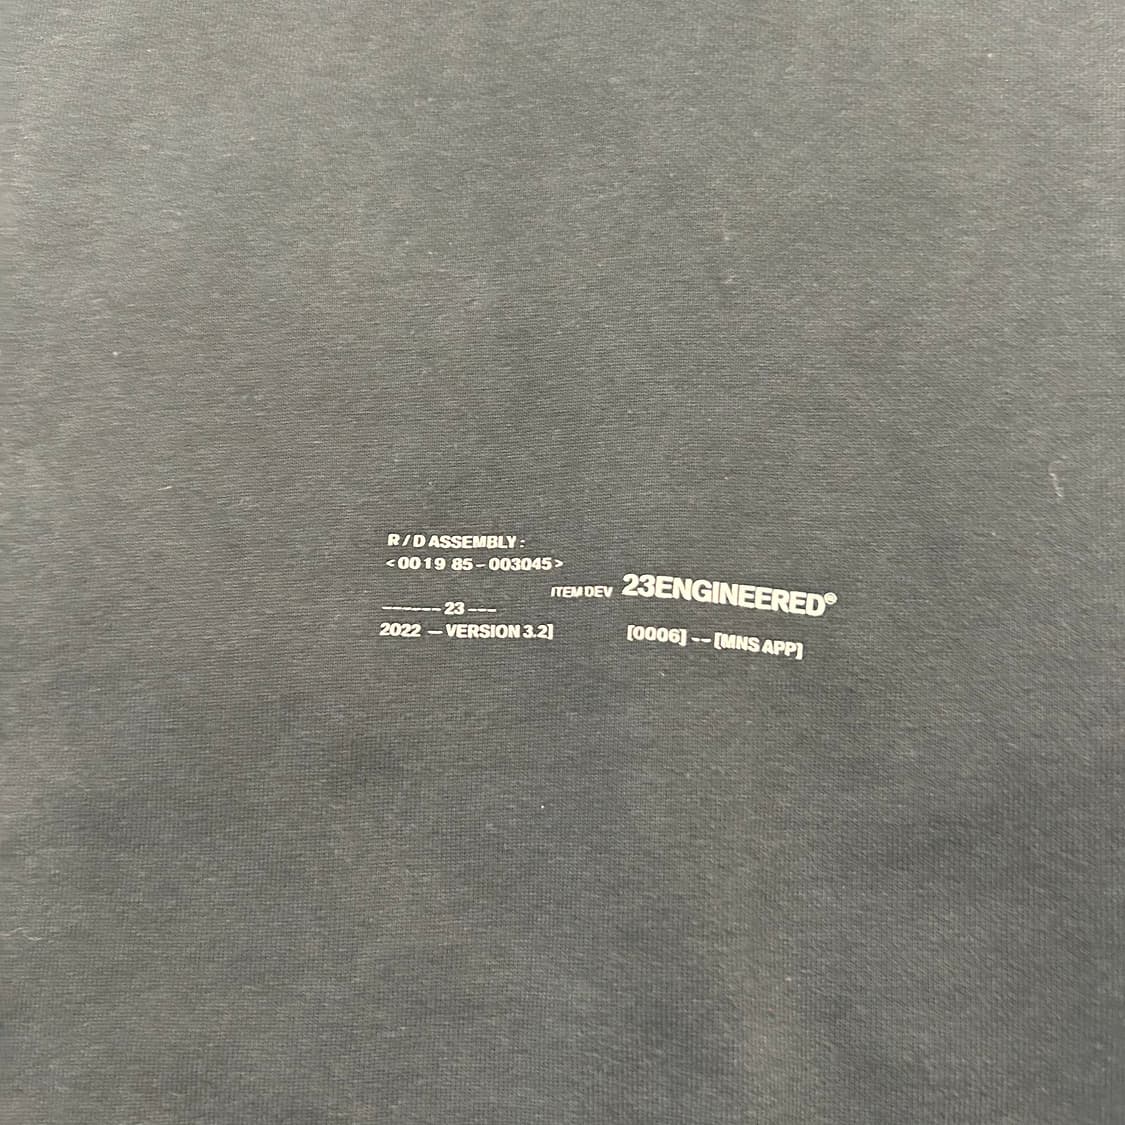 R / D ASSEMBLY :
<0019 85 - 003045>
ITEM DEV 23ENGINEERED®
------ 23 ---
2022 — VERSION 3.2]
[0006] -- [MNS APP]